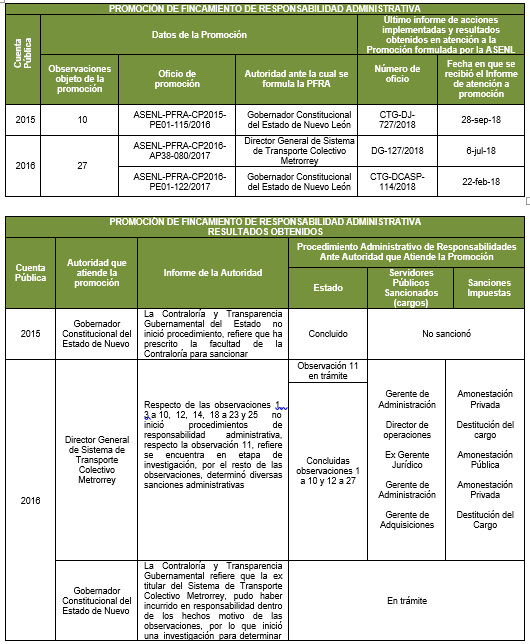 PROMOCIÓN DE FINCAMIENTO DE RESPONSABILIDAD ADMINISTRATIVA
Cuenta Pública
Datos de la Promoción
Último informe de acciones
implementadas y resultados
obtenidos en atención a la
Promoción formulada por la ASENL
Observaciones
objeto de la
promoción
Oficio de
promoción
Autoridad ante la cual se
formula la PFRA
Número de
oficio
Fecha en que se
recibió el Informe
de atención a
promoción
2015
10
ASENL-PFRA-CP2015-
PE01-115/2016
Gobernador Constitucional
del Estado de Nuevo León
CTG-DJ-
727/2018
28-sep-18
2016
27
ASENL-PFRA-CP2016-
AP38-080/2017
Director General de Sistema
de Transporte Colectivo
Metrorrey
DG-127/2018
6-jul-18
ASENL-PFRA-CP2016-
PE01-122/2017
Gobernador Constitucional
del Estado de Nuevo León
CTG-DCASP-
114/2018
22-feb-18
PROMOCIÓN DE FINCAMIENTO DE RESPONSABILIDAD ADMINISTRATIVA
RESULTADOS OBTENIDOS
Cuenta
Pública
Autoridad que
atiende la
promoción
Informe de la Autoridad
Procedimiento Administrativo de Responsabilidades
Ante Autoridad que Atiende la Promoción
Estado
Servidores
Públicos
Sancionados
(cargos)
Sanciones
Impuestas
2015
Gobernador
Constitucional del
Estado de Nuevo
La Contraloría y Transparencia
Gubernamental del Estado no
inició procedimiento, refiere que ha
prescrito la facultad de la
Contraloría para sancionar
Concluido
No sancionó
2016
Director General
de Sistema de
Transporte
Colectivo
Metrorrey
Respecto de las observaciones 1,
3 a 10, 12, 14, 18 a 23 y 25 no
inició procedimientos de
responsabilidad administrativa,
respecto la observación 11, refiere
se encuentra en etapa de
investigación, por el resto de las
observaciones, determinó diversas
sanciones administrativas
Observación 11
en trámite
Concluidas
observaciones 1
a 10 y 12 a 27
Gerente de
Administración
Director de
operaciones
Ex Gerente
Jurídico
Gerente de
Administración
Gerente de
Adquisiciones
Amonestación
Privada
Destitución del
cargo
Amonestación
Pública
Amonestación
Privada
Destitución del
Cargo
Gobernador
Constitucional del
Estado de Nuevo
La Contraloría y Transparencia
Gubernamental refiere que la ex
titular del Sistema de Transporte
Colectivo Metrorrey, pudo haber
incurrido en responsabilidad dentro
de los hechos motivo de las
observaciones, por lo que inició
una investigación para determinar
En trámite